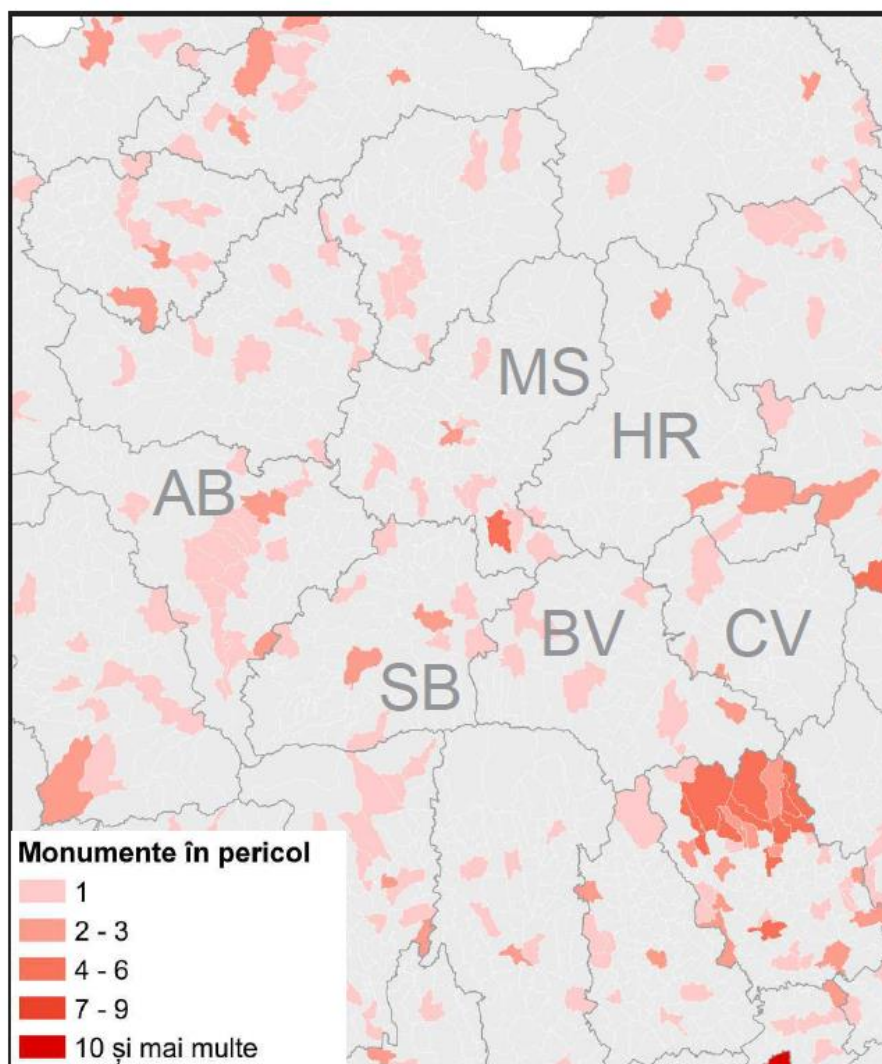 MS
HR
AB
BV
CV
SB
Monumente în pericol
1
2 - 3
4 - 6
7 - 9
10 și mai multe